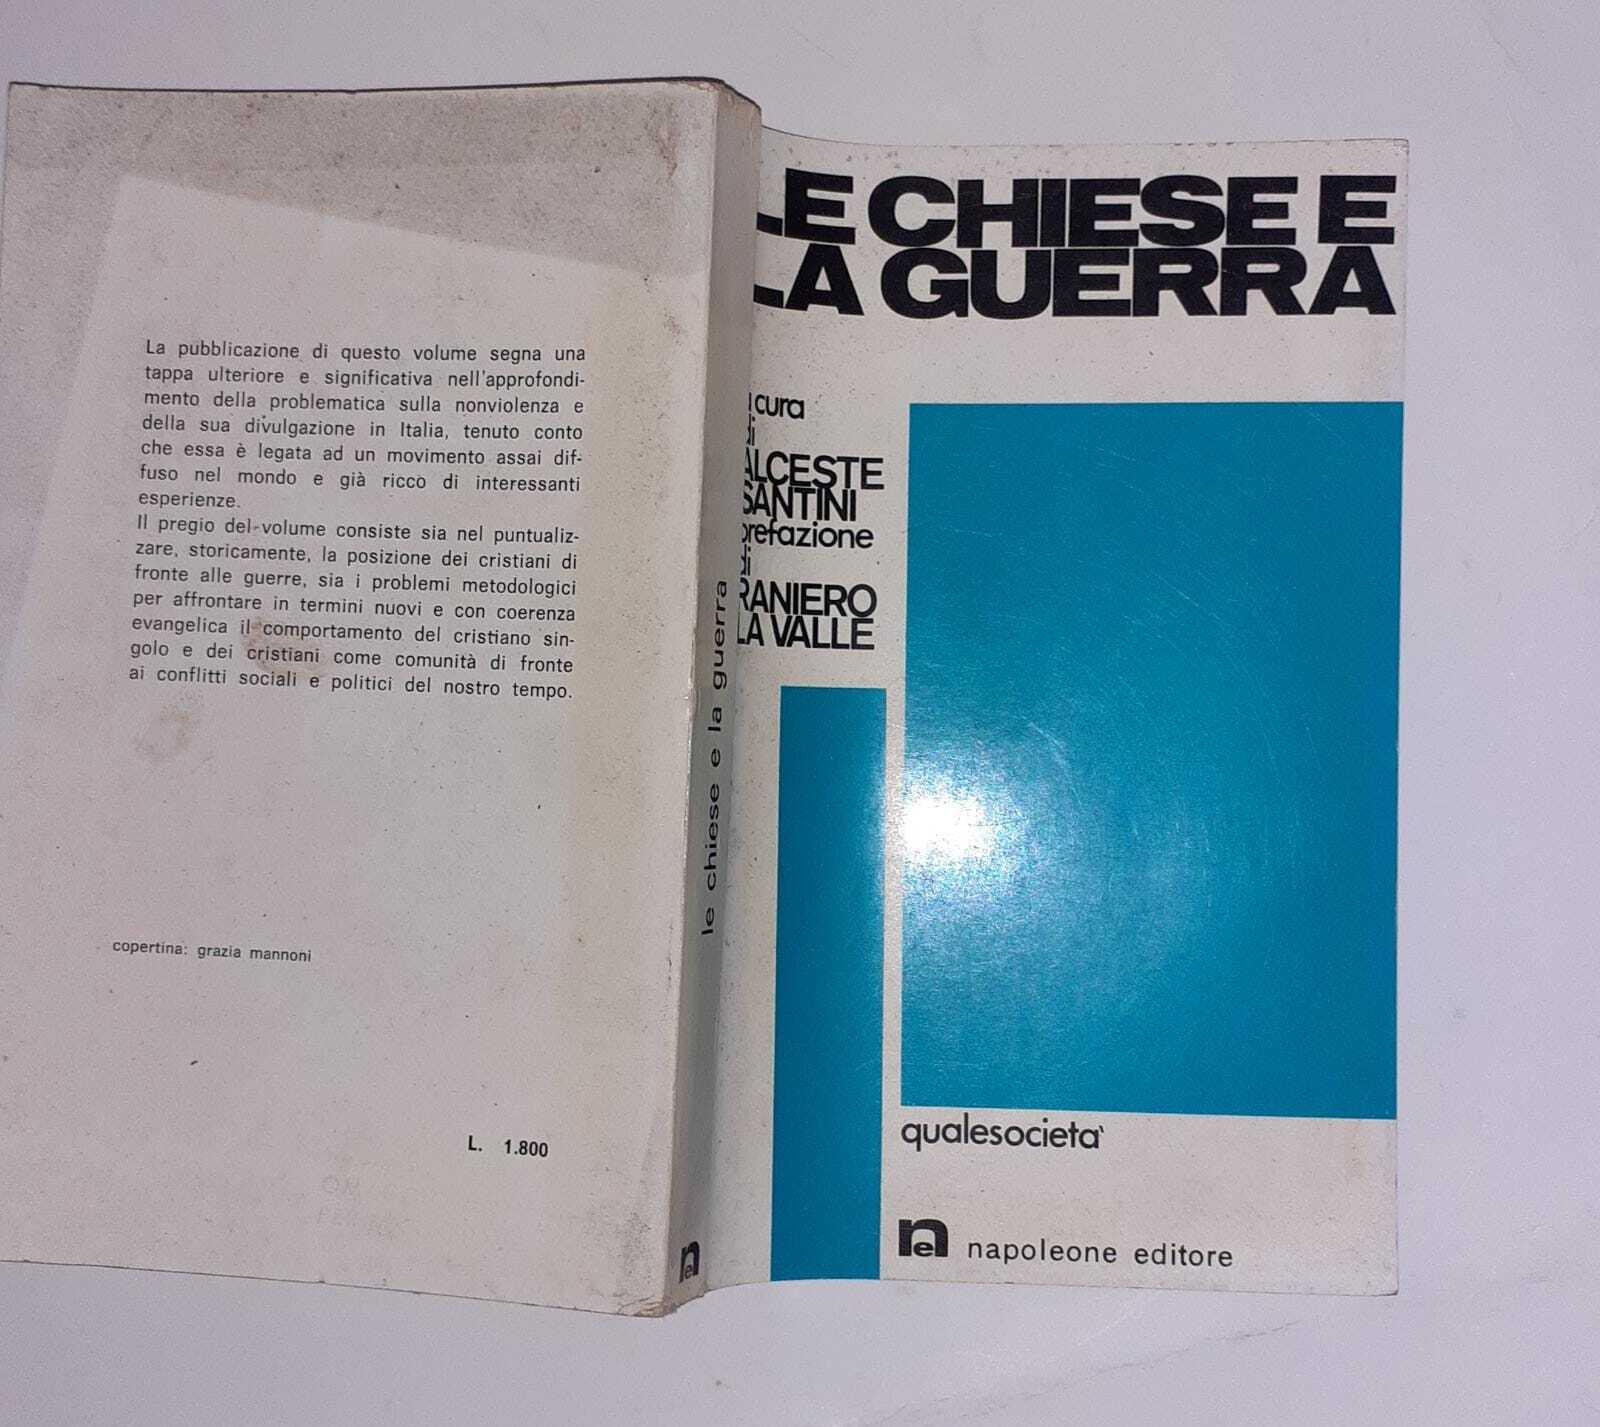 La pubblicazione di questo volume segna una
tappa ulteriore e significativa nell'approfondi-
mento della problematica sulla nonviolenza e
della sua divulgazione in Italia, tenuto conto
che essa è legata ad un movimento assai dif-
fuso nel mondo e già ricco di interessanti
esperienze.
Il pregio del volume consiste sia nel puntualiz-
zare, storicamente, la posizione dei cristiani di
fronte alle guerre, sia i problemi metodologici
per affrontare in termini nuovi e con coerenza
evangelica il comportamento del cristiano sin-
golo e dei cristiani come comunità di fronte
ai conflitti sociali e politici del nostro tempo.
copertina: grazia mannoni
L. 1.800
le chiese e la guerra
ne
LE CHIESE E
LA GUERRA
a cura
di
ALCESTE
SANTINI
prefazione
di
RANIERO
LA VALLE
qualesocieta'
ne napoleone editore